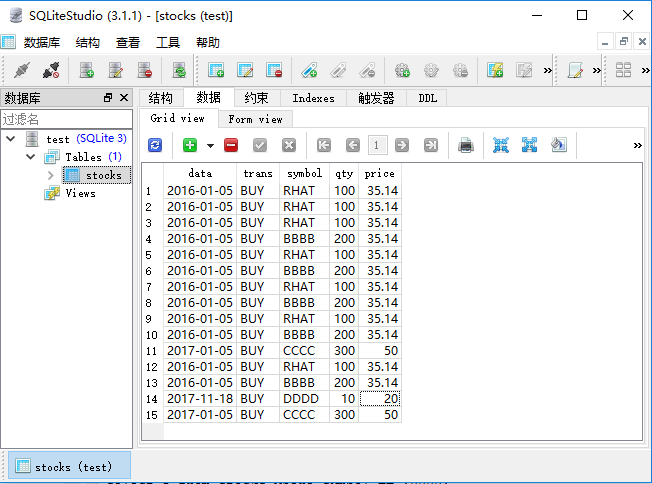 SQLiteStudio (3.1.1) - [stocks (test)]
数据库 结构 查看 工具 帮助
数据库
过滤名
test (SQLite 3)
Tables (1)
stocks
Views
结构 数据 约束 Indexes 触发器 DDL
Grid view Form view
1
data trans symbol qty price
1 2016-01-05 BUY RHAT 100 35.14
2 2016-01-05 BUY RHAT 100 35.14
3 2016-01-05 BUY RHAT 100 35.14
4 2016-01-05 BUY BBBB 200 35.14
5 2016-01-05 BUY RHAT 100 35.14
6 2016-01-05 BUY BBBB 200 35.14
7 2016-01-05 BUY RHAT 100 35.14
8 2016-01-05 BUY BBBB 200 35.14
9 2016-01-05 BUY RHAT 100 35.14
10 2016-01-05 BUY BBBB 200 35.14
11 2017-01-05 BUY CCCC 300 50
12 2016-01-05 BUY RHAT 100 35.14
13 2016-01-05 BUY BBBB 200 35.14
14 2017-11-18 BUY DDDD 10 20
15 2017-01-05 BUY CCCC 300 50
stocks (test)